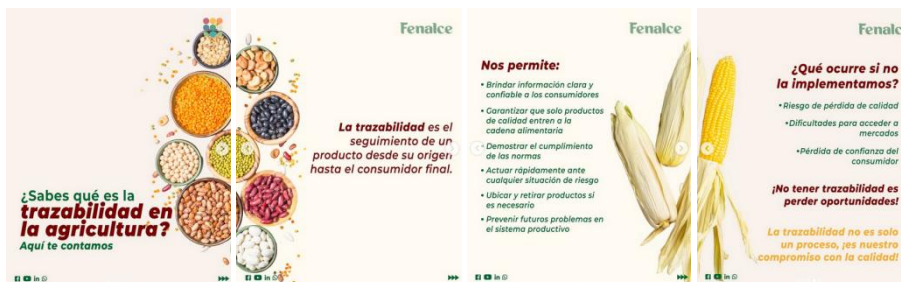 ¿Sabes qué es la
trazabilidad en
la agricultura?
Aquí te contamos
Fenalce
La trazabilidad es el
seguimiento de un
producto desde su origen
hasta el consumidor final.
Fenalce
Nos permite:
• Brindar información clara y
confiable a los consumidores
• Garantizar que solo productos
de calidad entren a la
cadena alimentaria
• Demostrar el cumplimiento
de las normas
• Actuar rápidamente ante
cualquier situación de riesgo
• Ubicar y retirar productos si
es necesario
• Prevenir futuros problemas en
el sistema productivo
Fenalc
¿Qué ocurre si no
la implementamos?
•Riesgo de pérdida de calidad
•Dificultades para acceder a
mercados
•Pérdida de confianza del
consumidor
¡No tener trazabilidad es
perder oportunidades!
La trazabilidad no es solo
un proceso, ¡es nuestro
compromiso con la calidad!